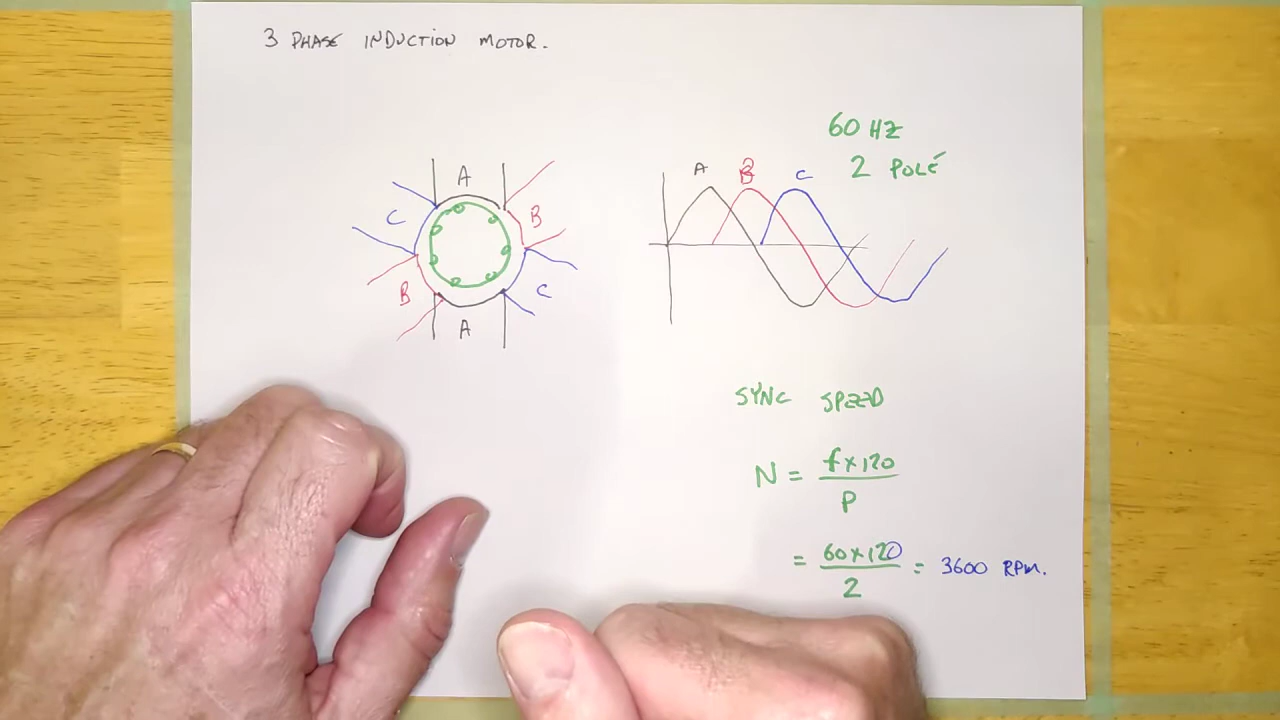 3 PHASE INDUCTION MOTOR.
60 HZ
2 POLE
A
B
C
A
C
B
B
C
A
SYNC SPEED
N = f×120
P
= 60×120 = 3600 RPM.
2